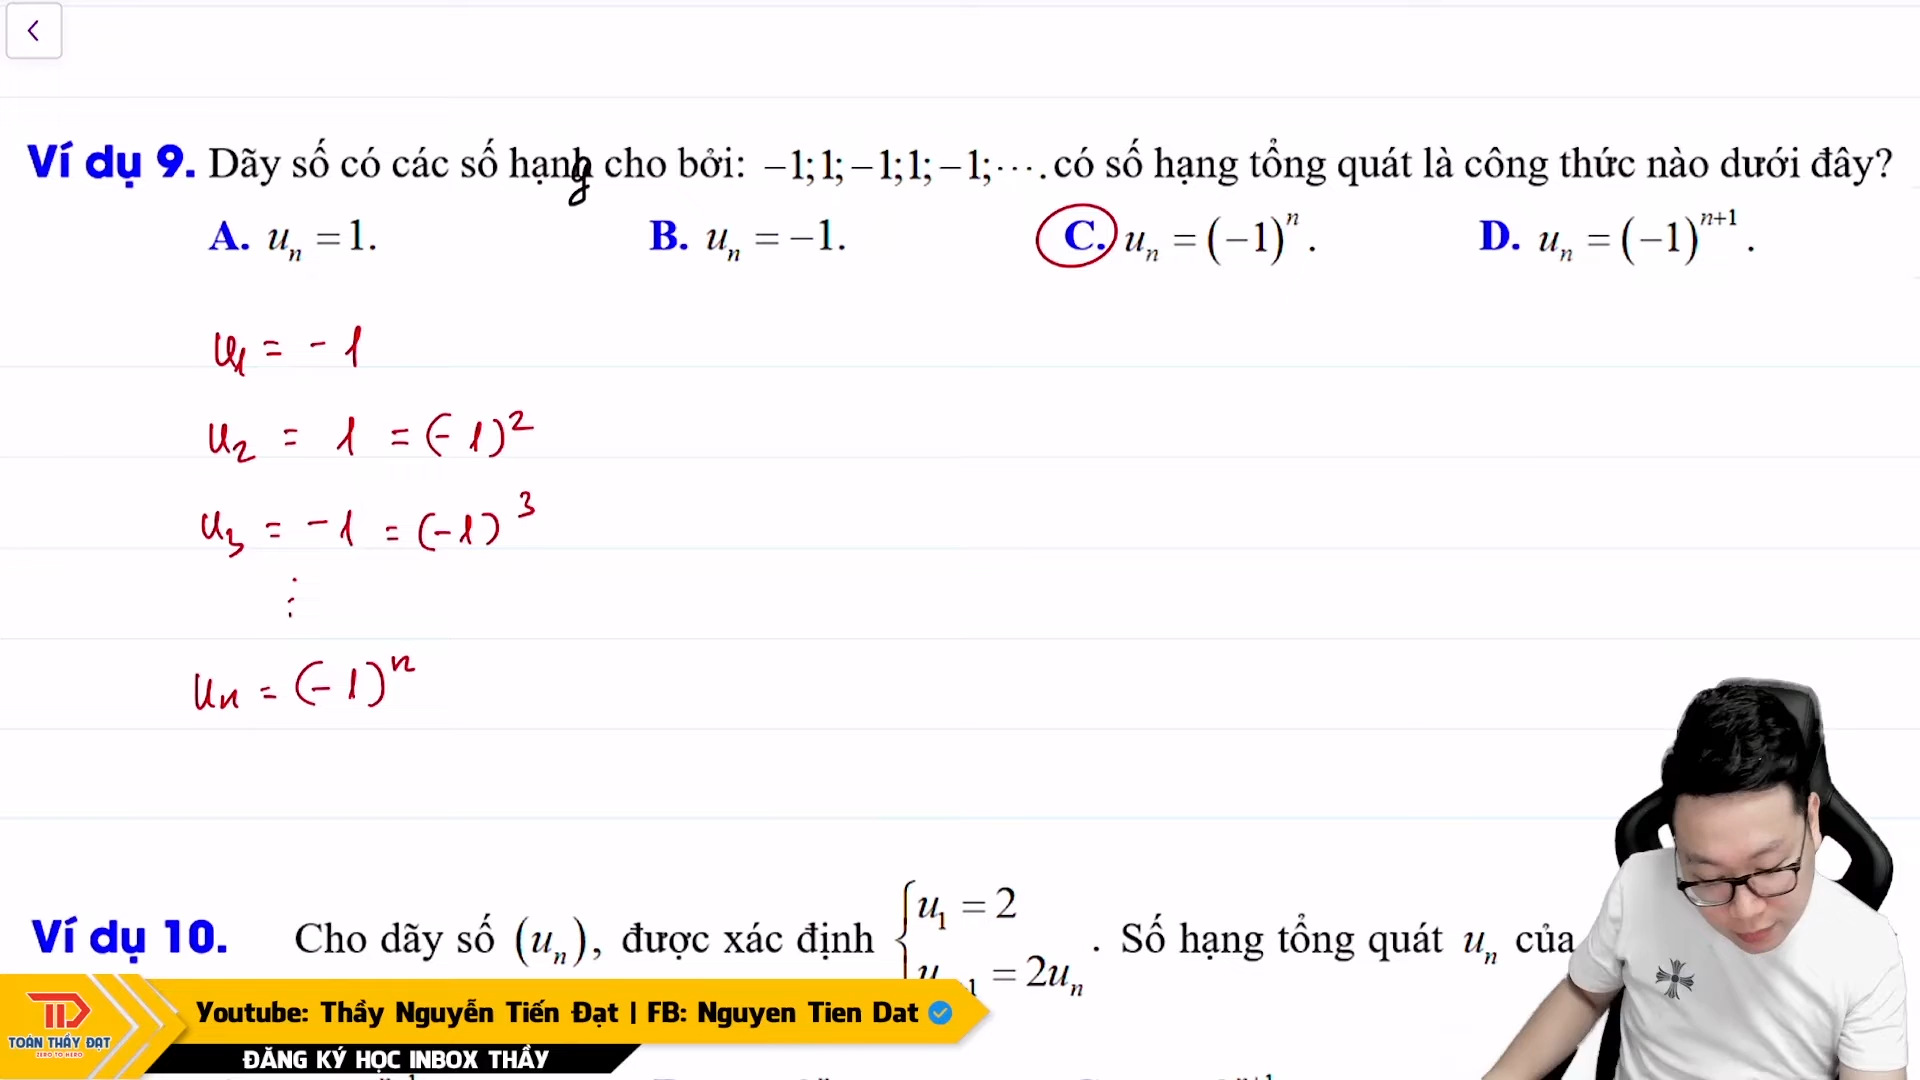 Ví dụ 9. Dãy số có các số hạng cho bởi: −1;1;−1;1;−1;⋯. có số hạng tổng quát là công thức nào dưới đây?
A. uₙ = 1. B. uₙ = −1. C. uₙ = (−1)ⁿ. D. uₙ = (−1)ⁿ⁺¹.
u₁ = -1
u₂ = 1 = (-1)²
u₃ = -1 = (-1)³
⋮
uₙ = (-1)ⁿ
Ví dụ 10. Cho dãy số (uₙ), được xác định { u₁ = 2 . Số hạng tổng quát uₙ của
= 2uₙ
Youtube: Thầy Nguyễn Tiến Đạt | FB: Nguyen Tien Dat
TOÁN THẦY ĐẠT
ZERO TO HERO
ĐĂNG KÝ HỌC INBOX THẦY